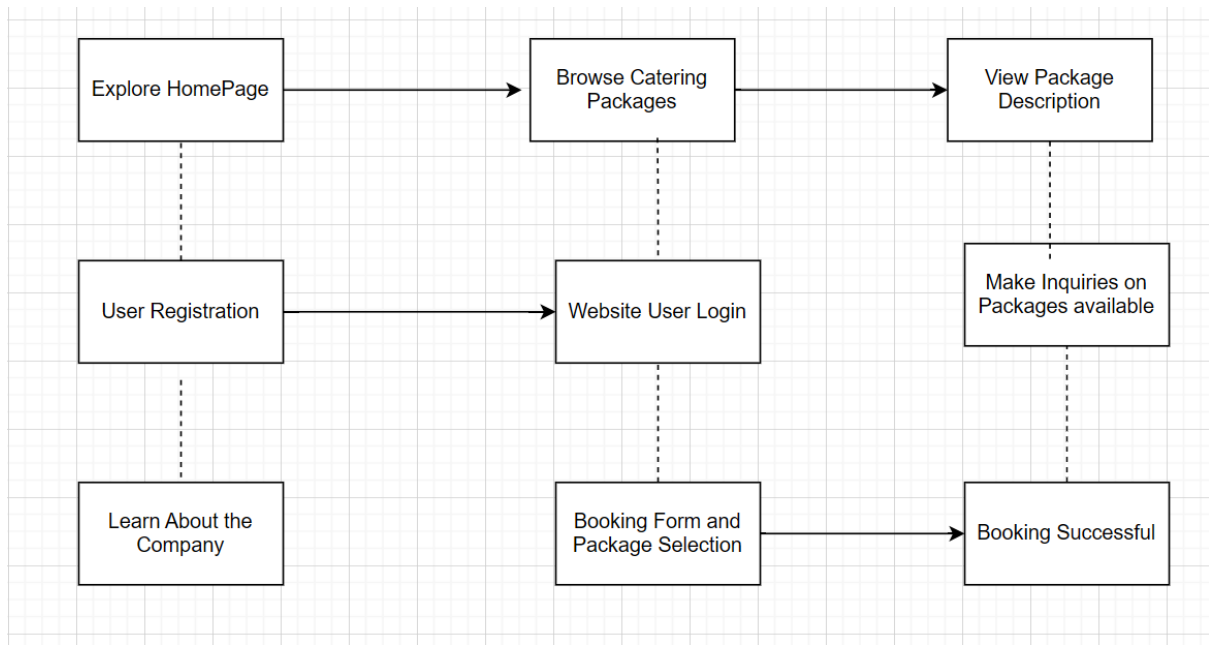 Explore HomePage
Browse Catering
Packages
View Package
Description
User Registration
Website User Login
Make Inquiries on
Packages available
Learn About the
Company
Booking Form and
Package Selection
Booking Successful